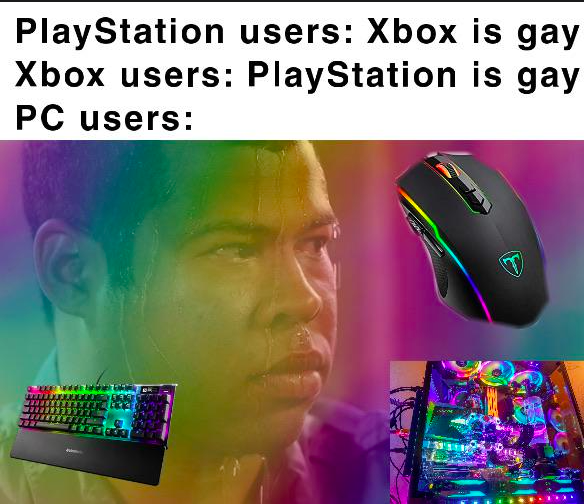 PlayStation users: Xbox is gay
Xbox users: PlayStation is gay
PC users: